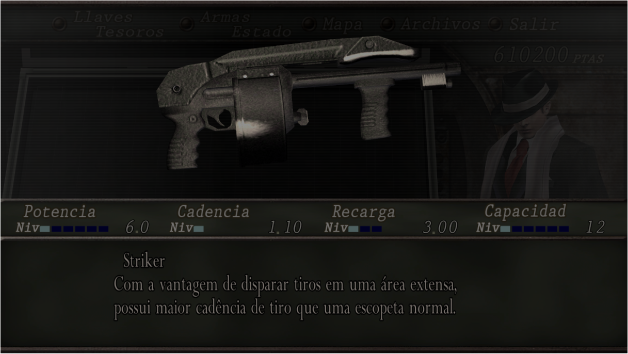 Llaves Tesoros
Armas Estado
Mapa
Archivos
Salir
610200 PTAS
Potencia
Cadencia
Recarga
Capacidad
Niv 6.0
Niv 1,10
Niv 3,00
Niv 12
Striker
Com a vantagem de disparar tiros em uma área extensa,
possui maior cadência de tiro que uma escopeta normal.